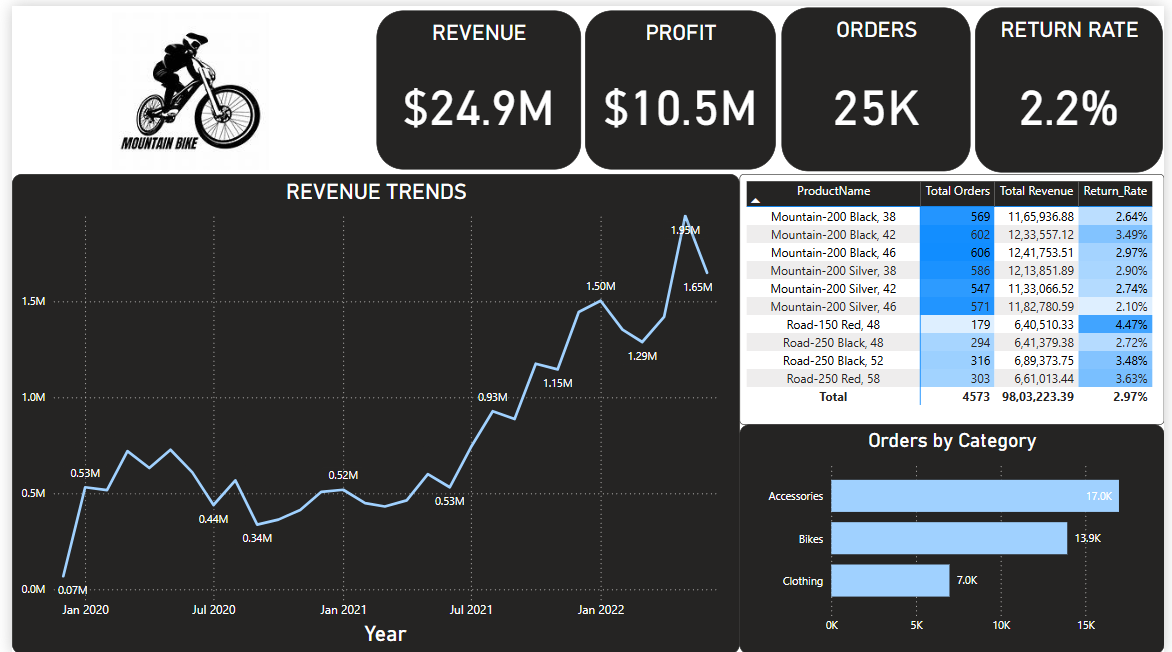 MOUNTAIN BIKE
REVENUE
$24.9M
PROFIT
$10.5M
ORDERS
25K
RETURN RATE
2.2%
REVENUE TRENDS
1.5M
1.0M
0.5M
0.0M
0.07M
0.53M
0.44M
0.34M
0.52M
0.53M
0.93M
1.15M
1.50M
1.29M
1.95M
1.65M
Jan 2020 Jul 2020 Jan 2021 Jul 2021 Jan 2022
Year
ProductName Total Orders Total Revenue Return_Rate
Mountain-200 Black, 38 569 11,65,936.88 2.64%
Mountain-200 Black, 42 602 12,33,557.12 3.49%
Mountain-200 Black, 46 606 12,41,753.51 2.97%
Mountain-200 Silver, 38 586 12,13,851.89 2.90%
Mountain-200 Silver, 42 547 11,33,066.52 2.74%
Mountain-200 Silver, 46 571 11,82,780.59 2.10%
Road-150 Red, 48 179 6,40,510.33 4.47%
Road-250 Black, 48 294 6,41,379.38 2.72%
Road-250 Black, 52 316 6,89,373.75 3.48%
Road-250 Red, 58 303 6,61,013.44 3.63%
Total 4573 98,03,223.39 2.97%
Orders by Category
Accessories 17.0K
Bikes 13.9K
Clothing 7.0K
0K 5K 10K 15K